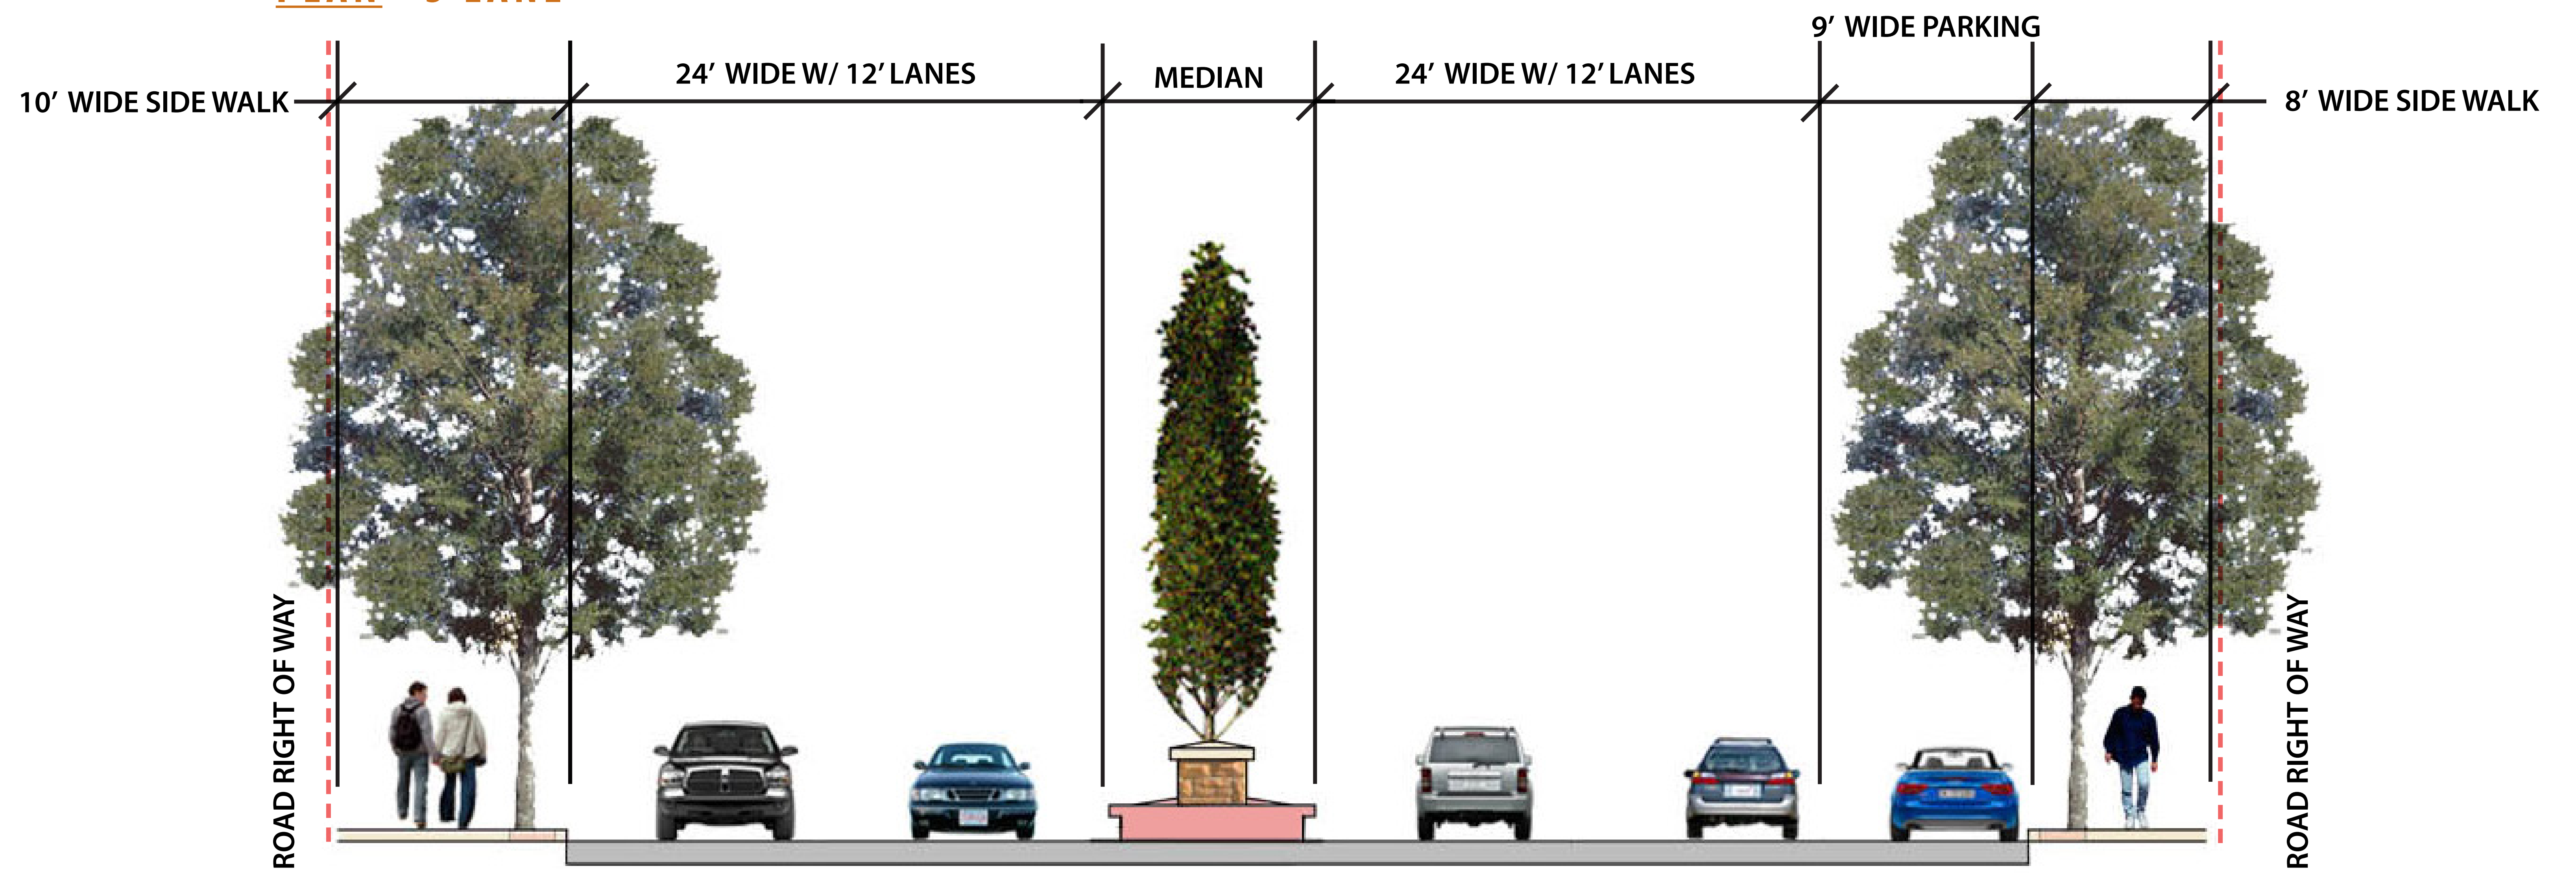 9’ WIDE PARKING
10’ WIDE SIDE WALK
24’ WIDE W/ 12’ LANES
MEDIAN
24’ WIDE W/ 12’ LANES
8’ WIDE SIDE WALK
ROAD RIGHT OF WAY
ROAD RIGHT OF WAY